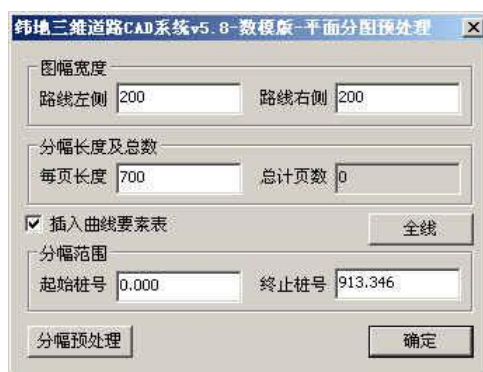 纬地三维道路CAD系统v5.8-数模版-平面分图预处理
图幅宽度
路线左侧 200 路线右侧 200
分幅长度及总数
每页长度 700 总计页数 0
插入曲线要素表 全线
分幅范围
起始桩号 0.000 终止桩号 913.346
分幅预处理 确定